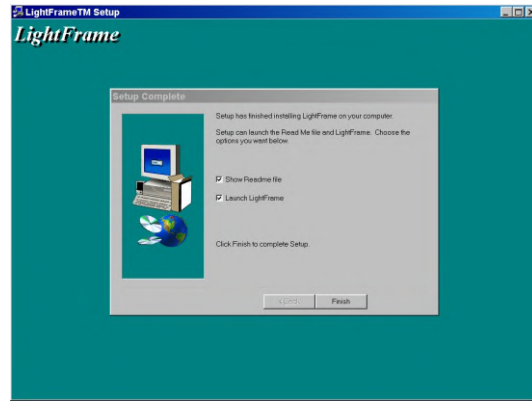 LightFrameTM Setup
LightFrame
Setup Complete
Setup has finished installing LightFrame on your computer.
Setup can launch the Read Me file and LightFrame. Choose the
options you want below.
Show Readme file
Launch LightFrame
Click Finish to complete Setup.
Finish